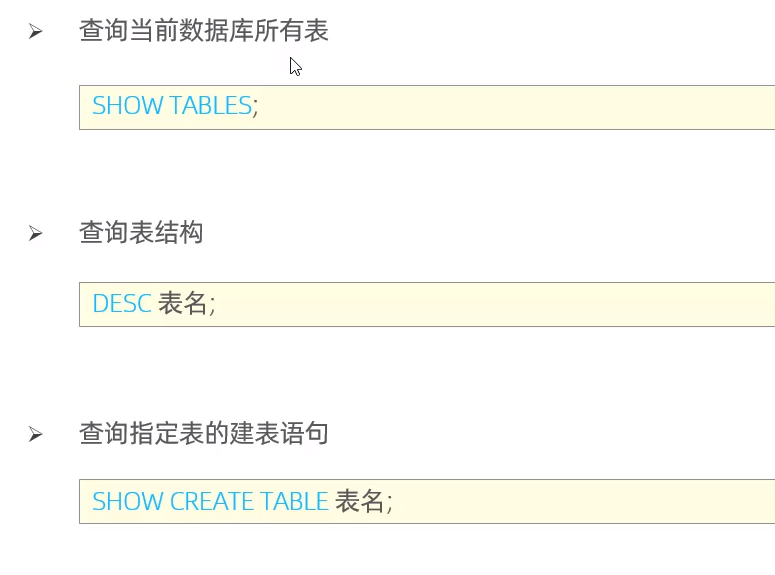 查询当前数据库所有表
SHOW TABLES;
查询表结构
DESC 表名;
查询指定表的建表语句
SHOW CREATE TABLE 表名;